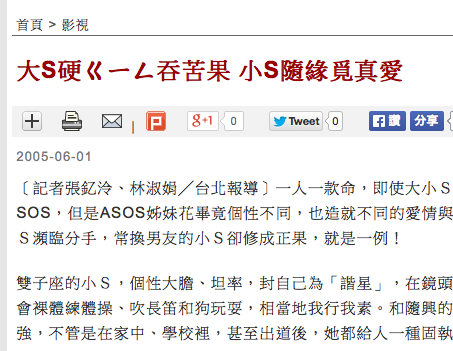 首頁 > 影視
大S硬ㄍㄧㄥ吞苦果 小S隨緣覓真愛
g+1 0 Tweet 0 讚 分享
2005-06-01
〔記者張釔泠、林淑娟／台北報導〕一人一款命，即使大小Ｓ
SOS，但是ASOS姊妹花畢竟個性不同，也造就不同的愛情與
Ｓ瀕臨分手，常換男友的小Ｓ卻修成正果，就是一例！
雙子座的小Ｓ，個性大膽、坦率，封自己為「諧星」，在鏡頭
會裸體練體操、吹長笛和狗玩耍，相當地我行我素。和隨興的
強，不管是在家中、學校裡，甚至出道後，她都給人一種固執